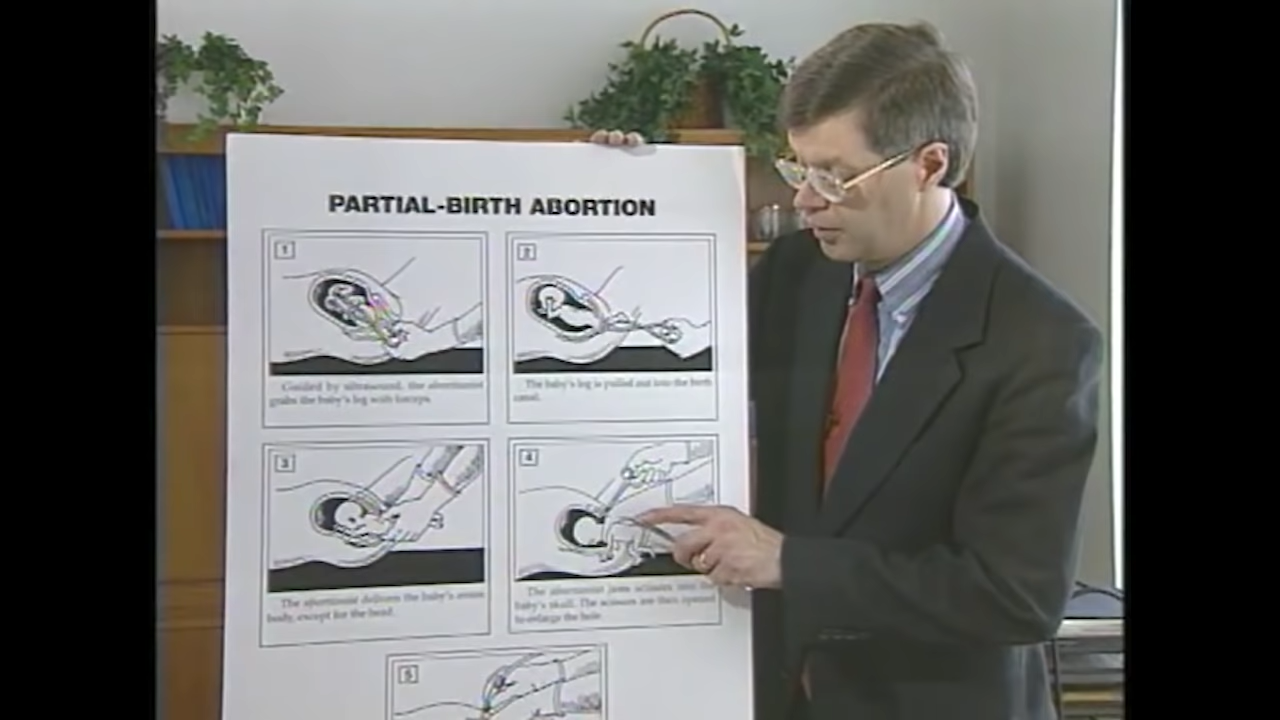 PARTIAL-BIRTH ABORTION
1
2
Guided by ultrasound, the abortionist
grabs the baby's leg with forceps.
The baby's leg is pulled out into the birth
canal.
3
4
The abortionist delivers the baby's entire
body, except for the head.
The abortionist jams scissors into
baby's skull. The scissors are then opened
to enlarge the hole.
5